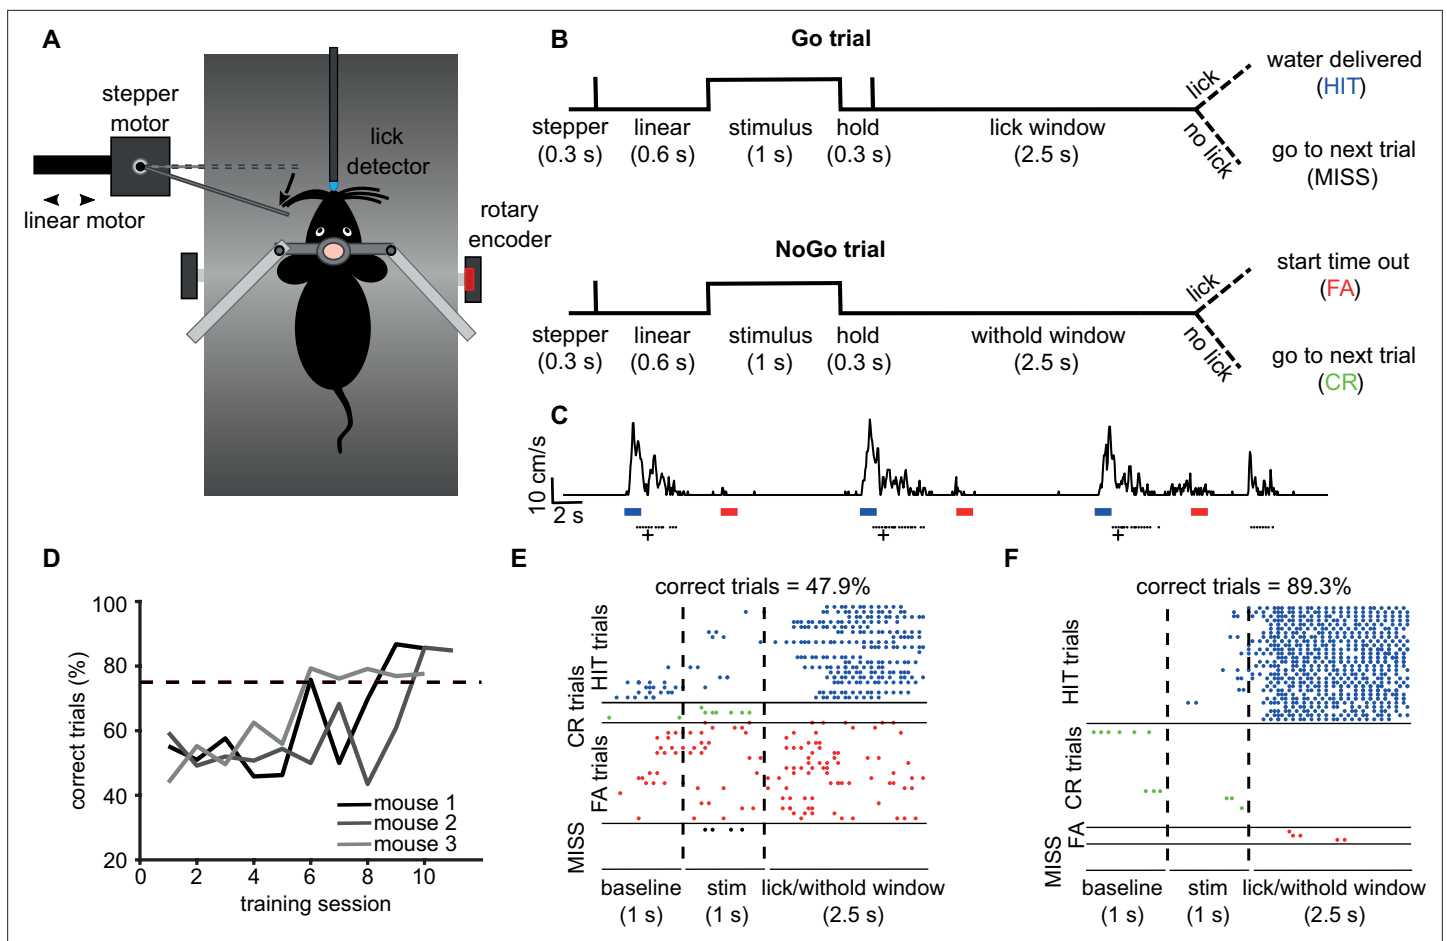 A
stepper
motor
lick
detector
linear motor
rotary
encoder
B
Go trial
stepper
(0.3 s)
linear
(0.6 s)
stimulus
(1 s)
hold
(0.3 s)
lick window
(2.5 s)
lick
no lick
water delivered
(HIT)
go to next trial
(MISS)
NoGo trial
stepper
(0.3 s)
linear
(0.6 s)
stimulus
(1 s)
hold
(0.3 s)
withold window
(2.5 s)
lick
no lick
start time out
(FA)
go to next trial
(CR)
C
10 cm/s
2 s
+
+
+
D
correct trials (%)
100
80
60
40
20
0
2
4
6
8
10
training session
mouse 1
mouse 2
mouse 3
E
correct trials = 47.9%
HIT trials
CR trials
FA trials
MISS
baseline
(1 s)
stim
(1 s)
lick/withold window
(2.5 s)
F
correct trials = 89.3%
HIT trials
CR trials
FA
MISS
baseline
(1 s)
stim
(1 s)
lick/withold window
(2.5 s)